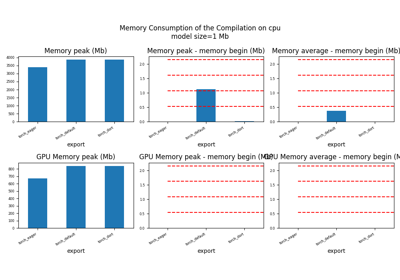 Memory Consumption of the Compilation on cpu
model size=1 Mb
Memory peak (Mb)
Memory peak - memory begin (Mb)
Memory average - memory begin (Mb)
4000
3500
3000
2500
2000
1500
1000
500
0
torch_eager
torch_default
torch_dort
export
2.0
1.5
1.0
0.5
0.0
torch_eager
torch_default
torch_dort
export
2.0
1.5
1.0
0.5
0.0
torch_eager
torch_default
torch_dort
export
GPU Memory peak (Mb)
GPU Memory peak - memory begin (Mb)
GPU Memory average - memory begin (M
800
700
600
500
400
300
200
100
0
torch_eager
torch_default
torch_dort
export
2.0
1.5
1.0
0.5
0.0
torch_eager
torch_default
torch_dort
export
2.0
1.5
1.0
0.5
0.0
torch_eager
torch_default
torch_dort
export